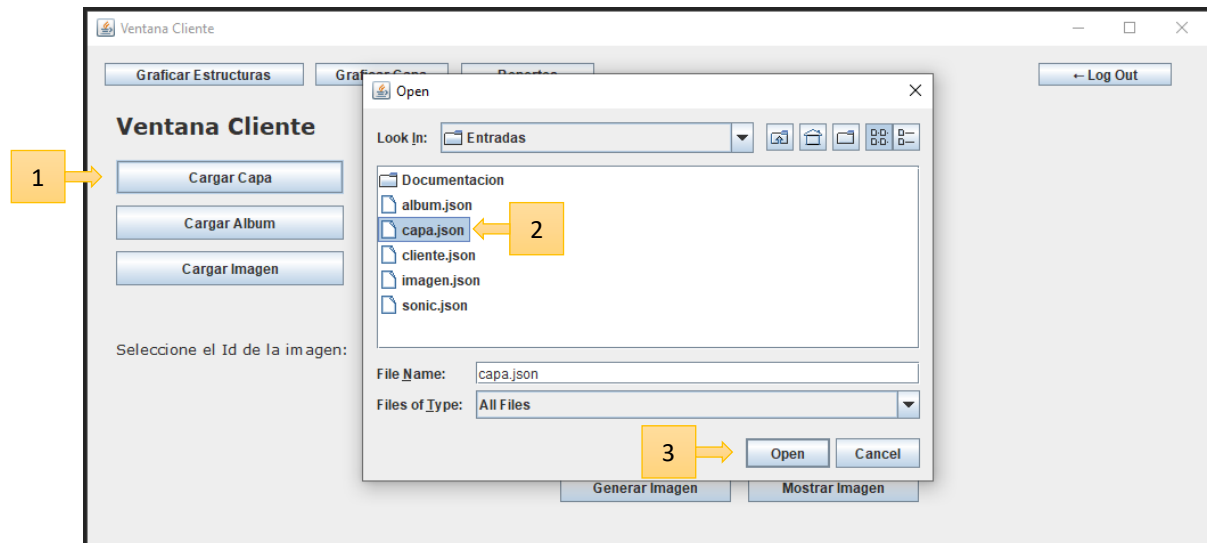 Ventana Cliente
Graficar Estructuras
Graficar Capa
Reportes
← Log Out
Ventana Cliente
1
Cargar Capa
Cargar Album
Cargar Imagen
Seleccione el Id de la imagen:
Open
Look In:
Entradas
Documentacion
album.json
capa.json
2
cliente.json
imagen.json
sonic.json
File Name:
capa.json
Files of Type:
All Files
3
Open
Cancel
Generar Imagen
Mostrar Imagen